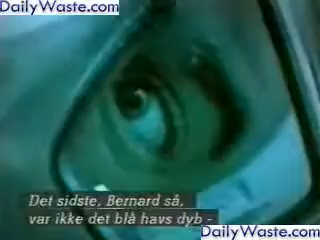 DailyWaste.com
Det sidste, Bernard så,
var ikke det blå havs dyb -
DailyWaste.com